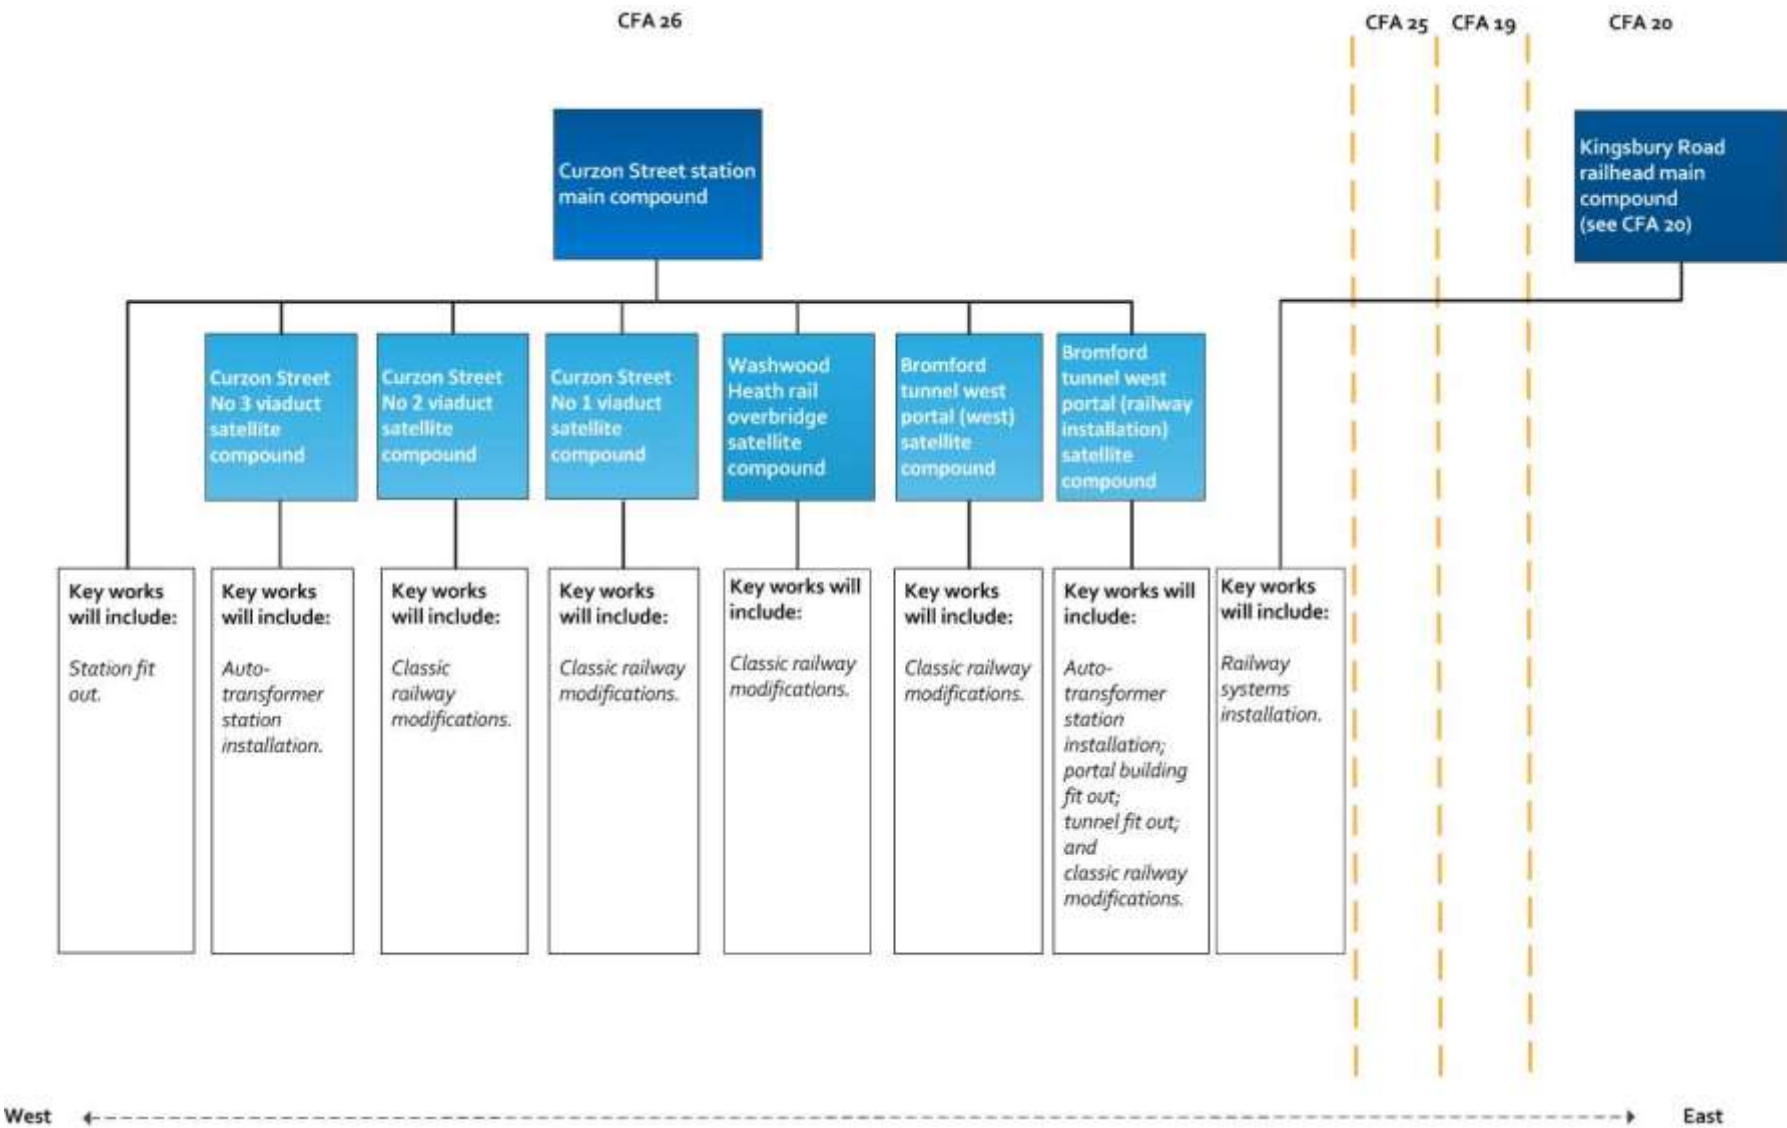 CFA 26
CFA 25
CFA 19
CFA 20
Curzon Street station
main compound
Kingsbury Road
railhead main
compound
(see CFA 20)
Curzon Street
No 3 viaduct
satellite
compound
Curzon Street
No 2 viaduct
satellite
compound
Curzon Street
No 1 viaduct
satellite
compound
Washwood
Heath rail
overbridge
satellite
compound
Bromford
tunnel west
portal (west)
satellite
compound
Bromford
tunnel west
portal (railway
installation)
satellite
compound
Key works
will include:
Station fit
out.
Key works
will include:
Auto-
transformer
station
installation.
Key works
will include:
Classic
railway
modifications.
Key works
will include:
Classic railway
modifications.
Key works will
include:
Classic railway
modifications.
Key works
will include:
Classic railway
modifications.
Key works will
include:
Auto-
transformer
station
installation;
portal building
fit out;
tunnel fit out;
and
classic railway
modifications.
Key works
will include:
Railway
systems
installation.
West
East